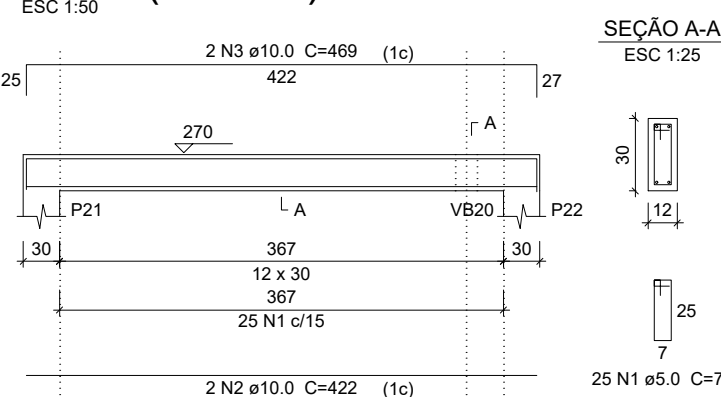 ESC 1:50
SEÇÃO A-A
ESC 1:25
2 N3 ø10.0 C=469 (1c)
25 422 27
A
270
30
P21 A VB20 P22
12
30 367 30
12 x 30
367
25 N1 c/15
25
7
2 N2 ø10.0 C=422 (1c)
25 N1 ø5.0 C=7